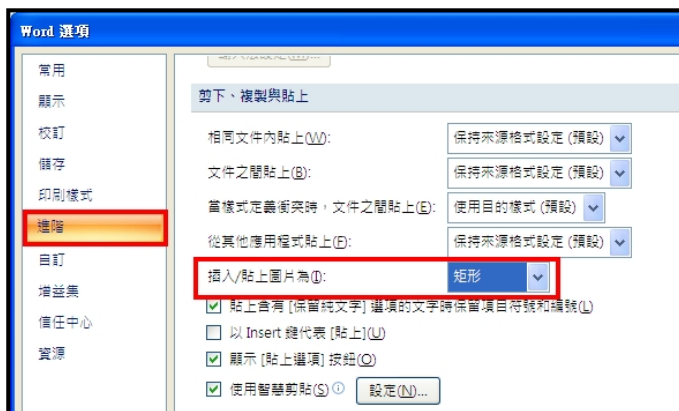 Word 選項
常用
顯示
校訂
儲存
印刷樣式
進階
自訂
增益集
信任中心
資源
剪下、複製與貼上
相同文件內貼上(W): 保持來源格式設定 (預設)
文件之間貼上(B): 保持來源格式設定 (預設)
當樣式定義衝突時，文件之間貼上(E): 使用目的樣式 (預設)
從其他應用程式貼上(F): 保持來源格式設定 (預設)
插入/貼上圖片為(I): 矩形
貼上含有 [保留純文字] 選項的文字時保留項目符號和編號(L)
以 Insert 鍵代表 [貼上](U)
顯示 [貼上選項] 按鈕(O)
使用智慧剪貼(S) 設定(N)...